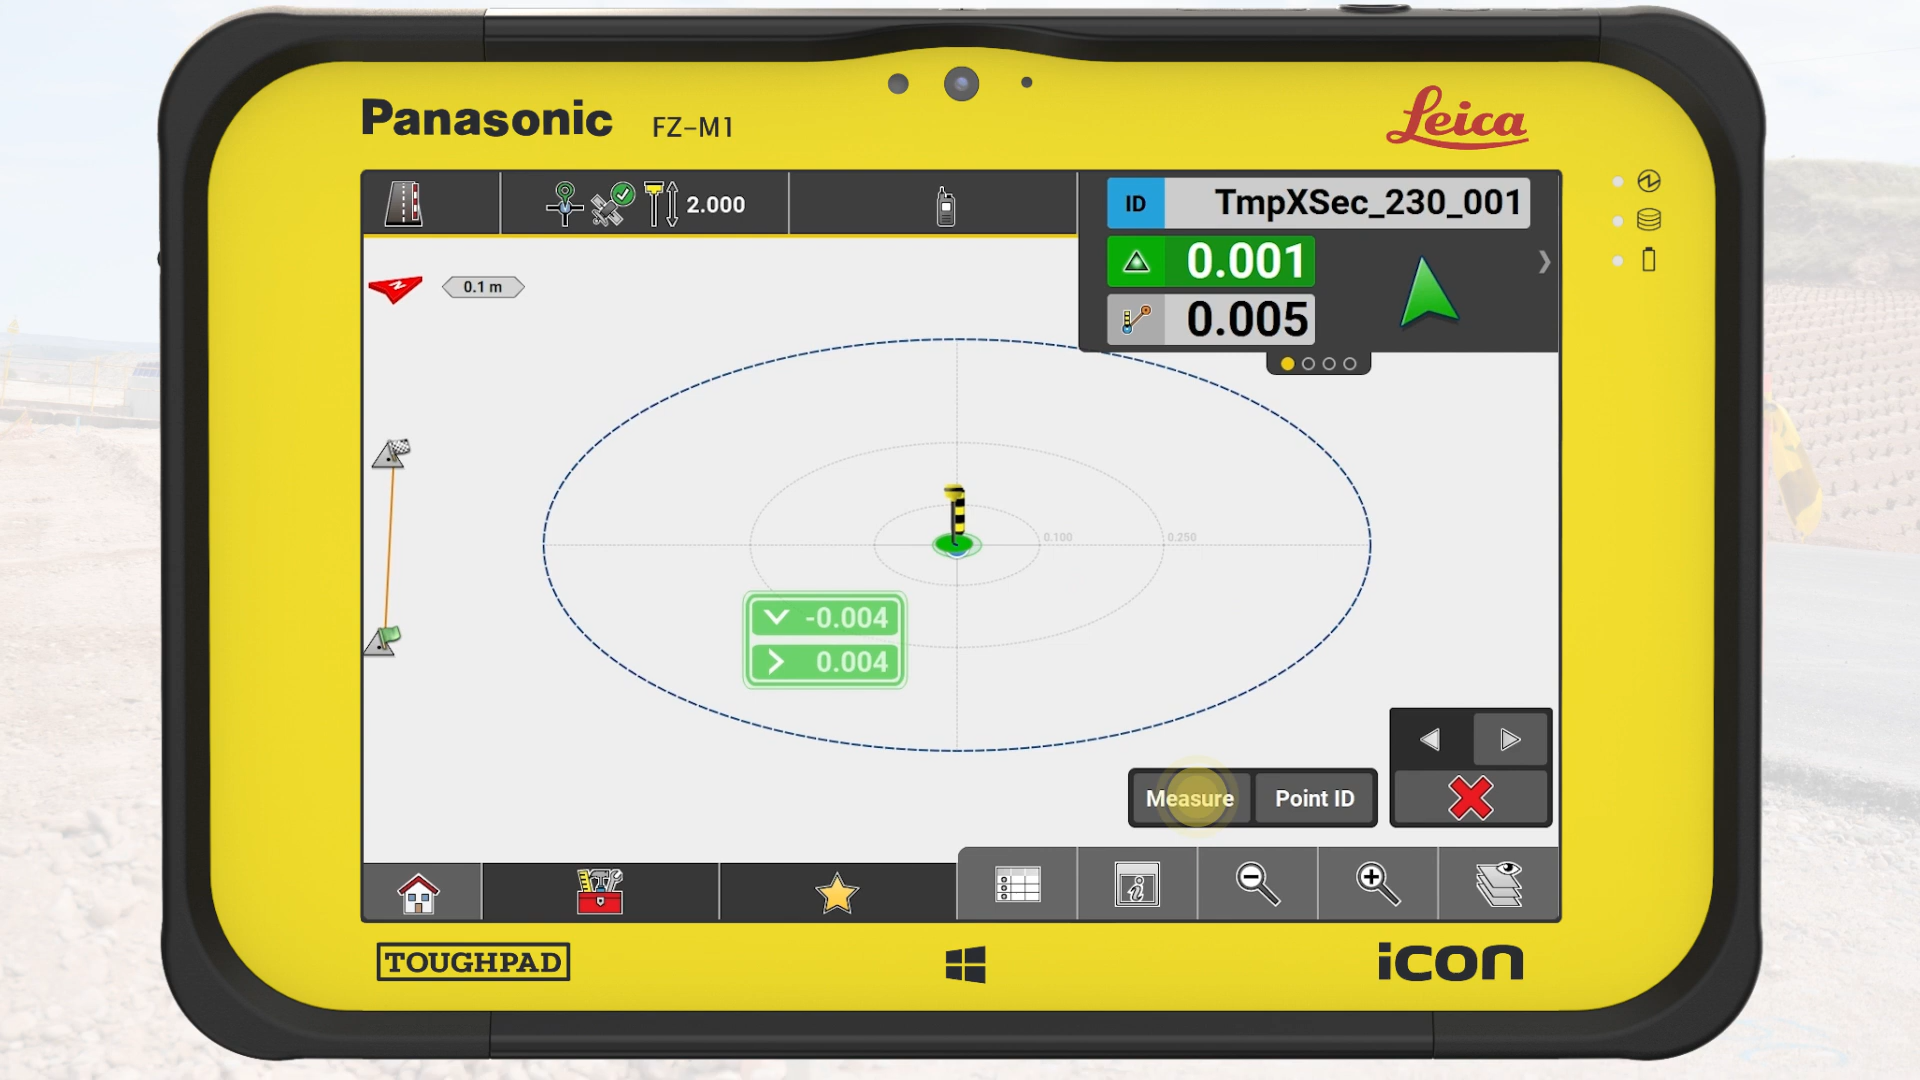 Panasonic FZ-M1
Leica
2.000
ID TmpXSec_230_001
0.001
0.005
N
0.1 m
0.100
0.250
-0.004
0.004
Measure
Point ID
TOUGHPAD
icon